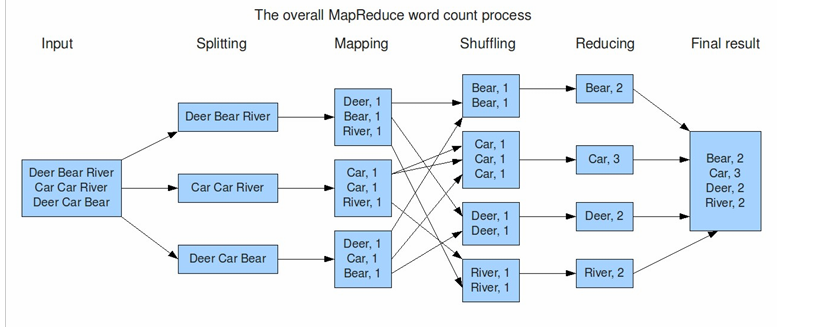 The overall MapReduce word count process
Input
Splitting
Mapping
Shuffling
Reducing
Final result
Deer Bear River
Car Car River
Deer Car Bear
Deer Bear River
Car Car River
Deer Car Bear
Deer, 1
Bear, 1
River, 1
Car, 1
Car, 1
River, 1
Deer, 1
Car, 1
Bear, 1
Bear, 1
Bear, 1
Car, 1
Car, 1
Car, 1
Deer, 1
Deer, 1
River, 1
River, 1
Bear, 2
Car, 3
Deer, 2
River, 2
Bear, 2
Car, 3
Deer, 2
River, 2